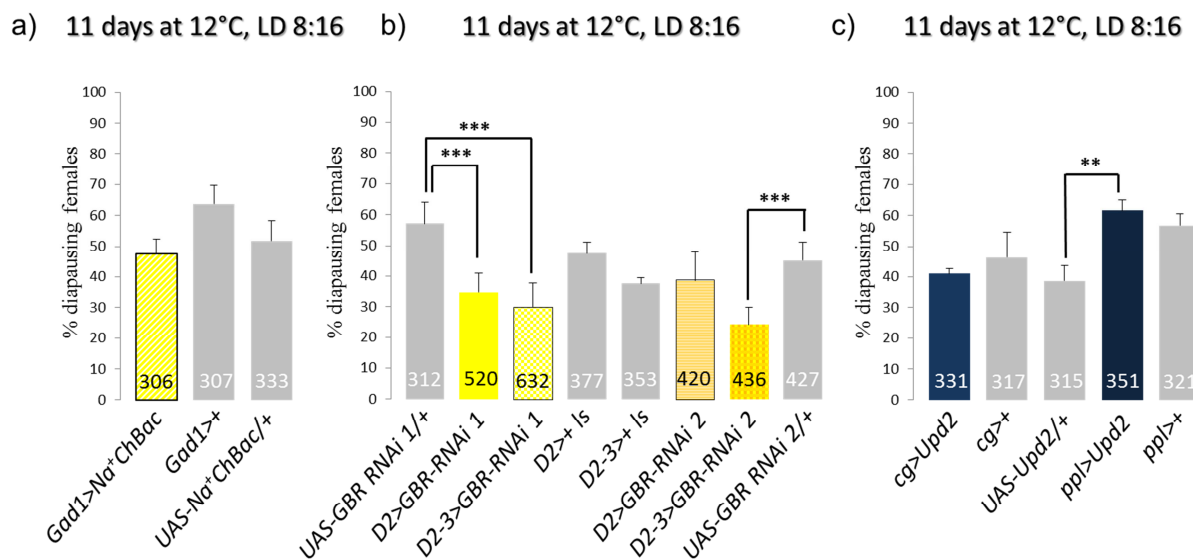 a) 11 days at 12°C, LD 8:16
% diapausing females
100
90
80
70
60
50
40
30
20
10
0
306
307
333
Gad1>Na⁺ChBac
Gad1>+
UAS-Na⁺ChBac/+
b) 11 days at 12°C, LD 8:16
% diapausing females
100
90
80
70
60
50
40
30
20
10
0
***
***
***
312
520
632
377
353
420
436
427
UAS-GBR RNAi 1/+
D2>GBR-RNAi 1
D2-3>GBR-RNAi 1
D2>+ Is
D2-3>+ Is
D2>GBR-RNAi 2
D2-3>GBR-RNAi 2
UAS-GBR RNAi 2/+
c) 11 days at 12°C, LD 8:16
% diapausing females
100
90
80
70
60
50
40
30
20
10
0
**
331
317
315
351
321
cg>Upd2
cg>+
UAS-Upd2/+
ppl>Upd2
ppl>+